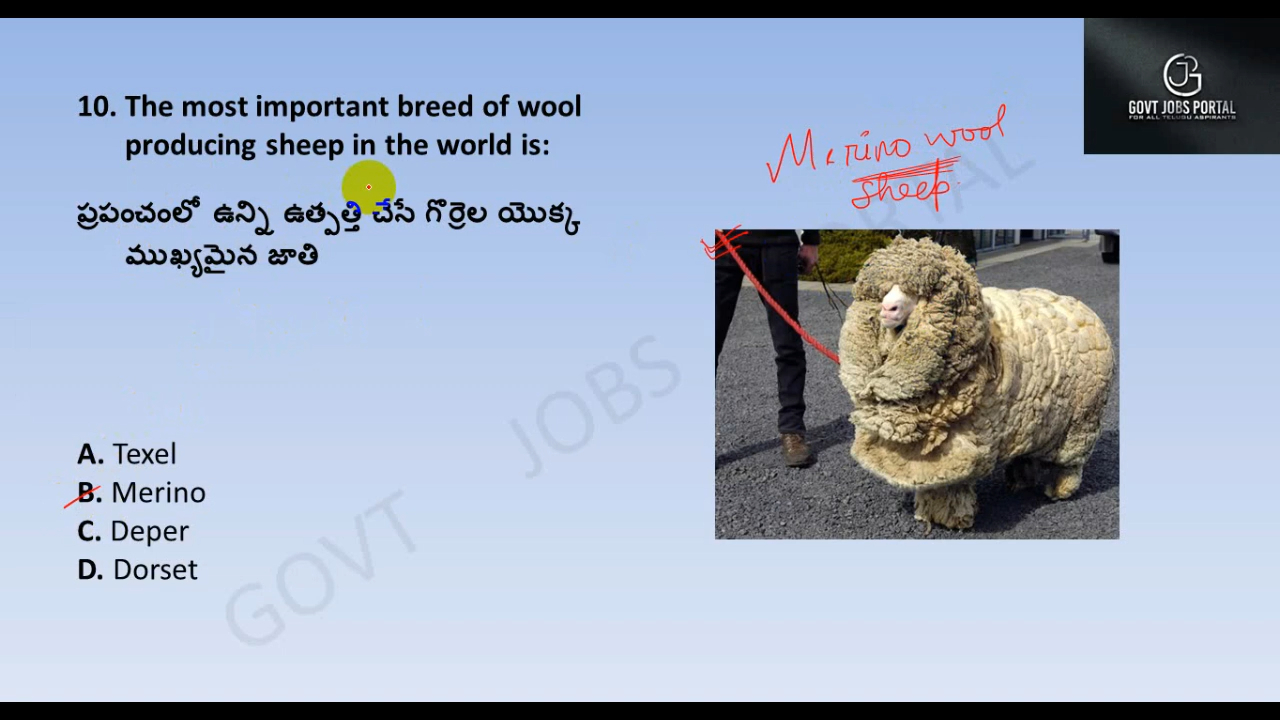 GOVT JOBS PORTAL
FOR ALL TELUGU ASPIRANTS
10. The most important breed of wool
producing sheep in the world is:
Merino wool
sheep.
ప్రపంచంలో ఉన్ని ఉత్పత్తి చేసే గొర్రెల యొక్క
ముఖ్యమైన జాతి
A. Texel
B. Merino
C. Deper
D. Dorset
GOVT JOBS PORTAL